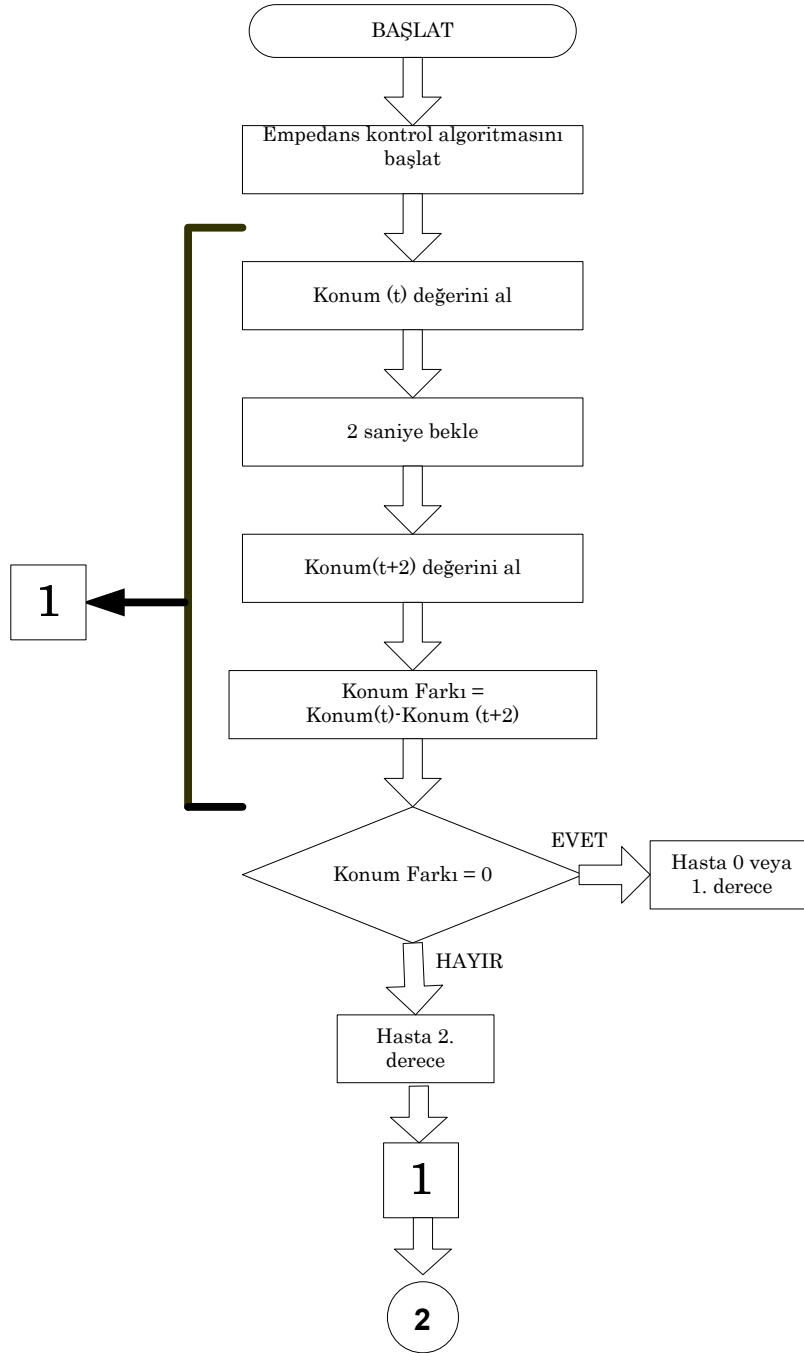 BAŞLAT
Empedans kontrol algoritmasını
başlat
Konum (t) değerini al
2 saniye bekle
Konum(t+2) değerini al
1
Konum Farkı =
Konum(t)-Konum (t+2)
Konum Farkı = 0
EVET
Hasta 0 veya
1. derece
HAYIR
Hasta 2.
derece
1
2